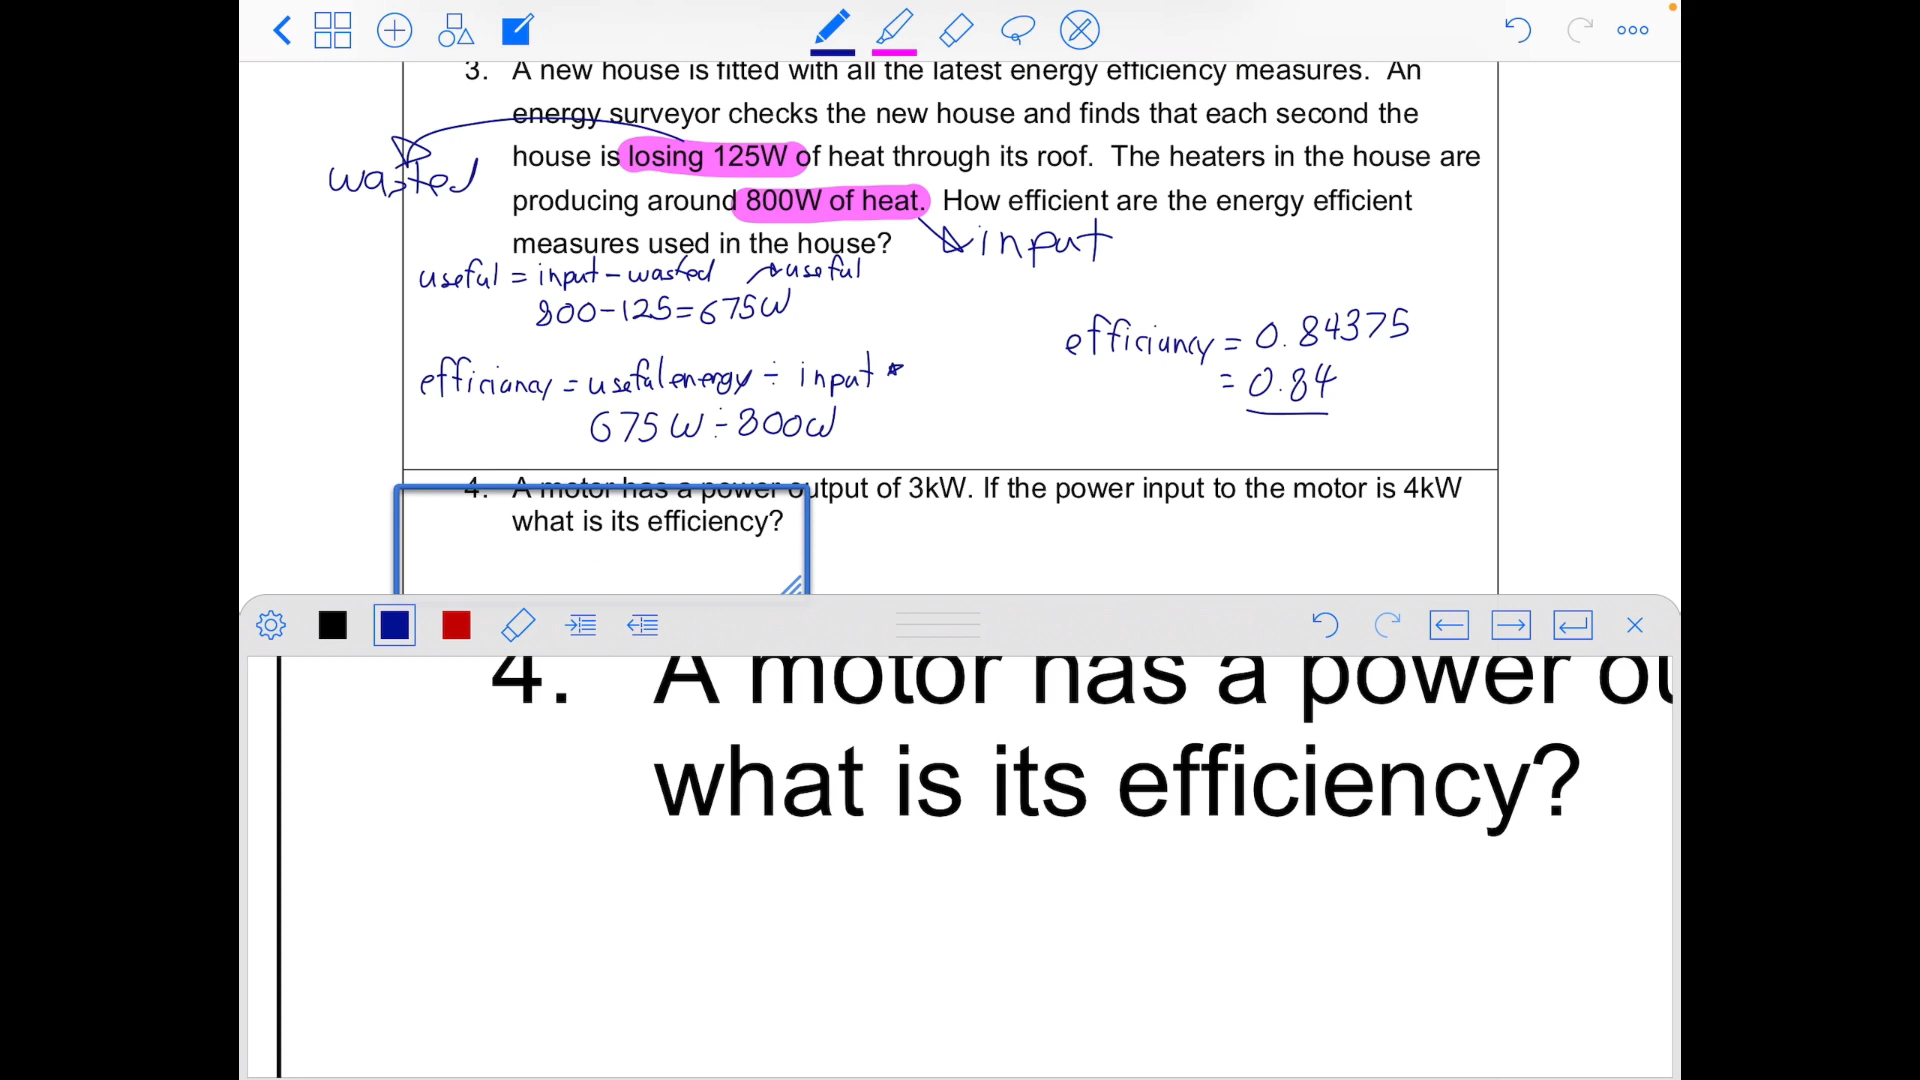 3. A new house is fitted with all the latest energy efficiency measures. An
energy surveyor checks the new house and finds that each second the
house is losing 125W of heat through its roof. The heaters in the house are
wasted
producing around 800W of heat. How efficient are the energy efficient
measures used in the house?
input
useful = input - wasted
useful
800 - 125 = 675W
efficiancy = 0.84375
= 0.84
efficiancy = useful energy ÷ input *
675W ÷ 800W
4. A motor has a power output of 3kW. If the power input to the motor is 4kW
what is its efficiency?
4. A motor has a power ou
what is its efficiency?